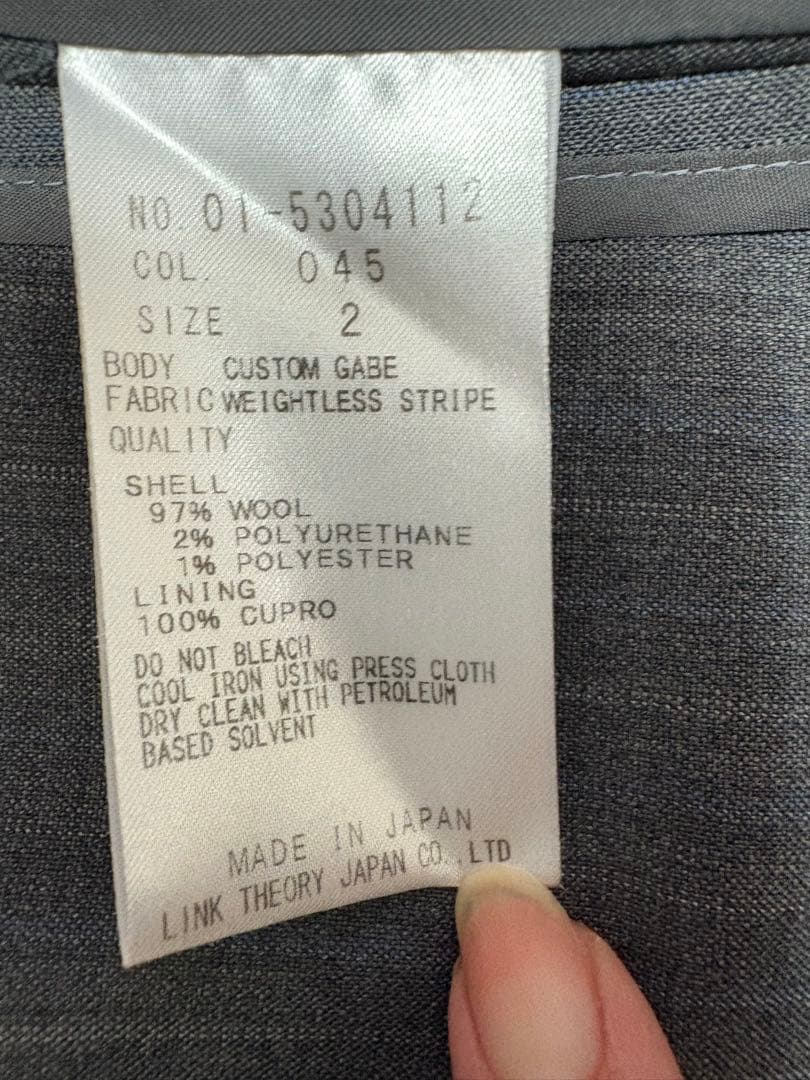 NO. 01-5304112
COL. 045
SIZE 2
BODY CUSTOM GABE
FABRIC WEIGHTLESS STRIPE
QUALITY
SHELL
97% WOOL
2% POLYURETHANE
1% POLYESTER
LINING
100% CUPRO
DO NOT BLEACH
COOL IRON USING PRESS CLOTH
DRY CLEAN WITH PETROLEUM
BASED SOLVENT
MADE IN JAPAN
LINK THEORY JAPAN CO.,LTD